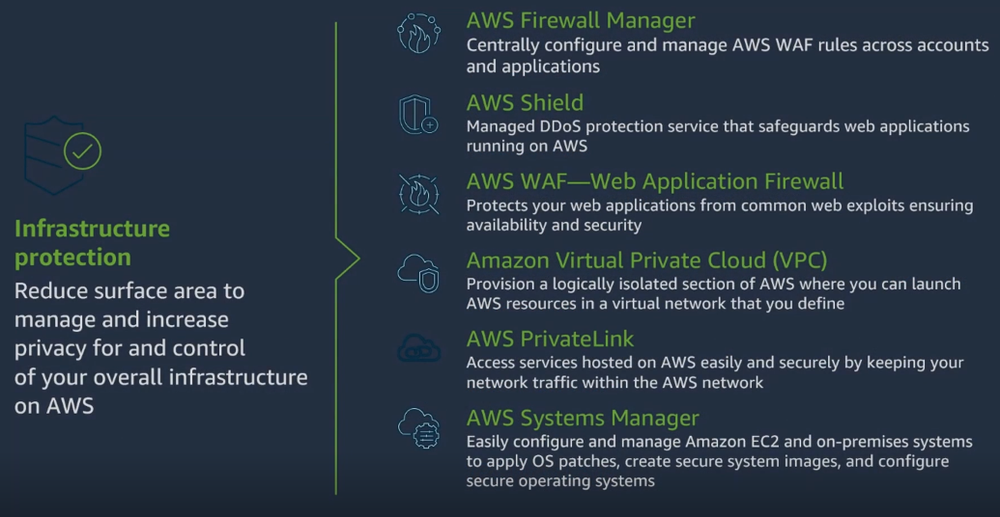 Infrastructure
protection
Reduce surface area to
manage and increase
privacy for and control
of your overall infrastructure
on AWS
AWS Firewall Manager
Centrally configure and manage AWS WAF rules across accounts
and applications
AWS Shield
Managed DDoS protection service that safeguards web applications
running on AWS
AWS WAF—Web Application Firewall
Protects your web applications from common web exploits ensuring
availability and security
Amazon Virtual Private Cloud (VPC)
Provision a logically isolated section of AWS where you can launch
AWS resources in a virtual network that you define
AWS PrivateLink
Access services hosted on AWS easily and securely by keeping your
network traffic within the AWS network
AWS Systems Manager
Easily configure and manage Amazon EC2 and on-premises systems
to apply OS patches, create secure system images, and configure
secure operating systems